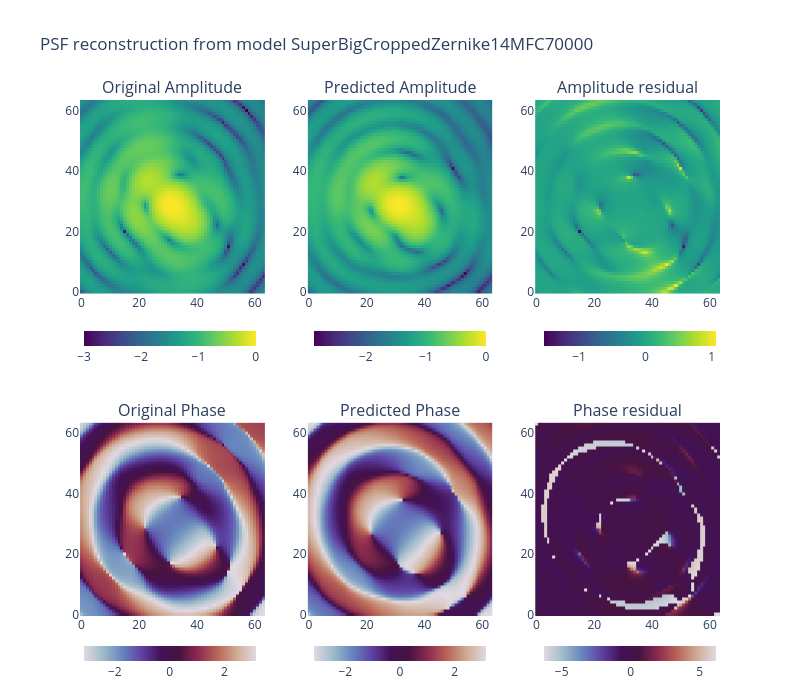 PSF reconstruction from model SuperBigCroppedZernike14MFC70000
Original Amplitude
Predicted Amplitude
Amplitude residual
60
40
20
0
0 20 40 60
60
40
20
0
0 20 40 60
60
40
20
0
0 20 40 60
−3 −2 −1 0
−2 −1 0
−1 0 1
Original Phase
Predicted Phase
Phase residual
60
40
20
0
0 20 40 60
60
40
20
0
0 20 40 60
60
40
20
0
0 20 40 60
−2 0 2
−2 0 2
−5 0 5